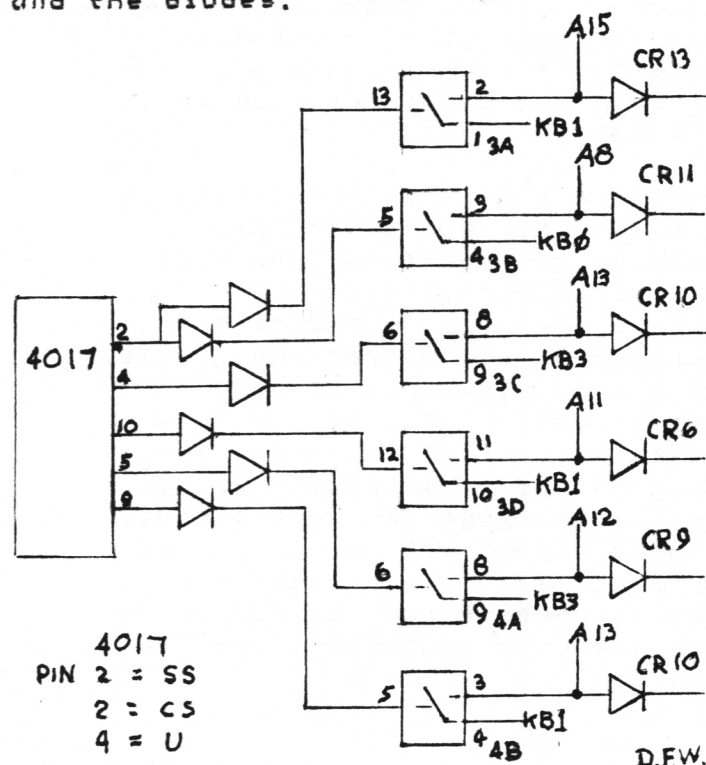 and the diodes.
A15
CR13
13
2
1 3A
KB1
A8
CR11
5
3
4 3B
KBØ
A13
CR10
6
8
9 3C
KB3
4017
2
4
10
5
9
A11
CR6
12
11
10 3D
KB1
A12
CR9
6
8
9 4A
KB3
A13
CR10
5
3
4 4B
KB1
4017
PIN 2 = SS
2 = CS
4 = U
D.F.W.